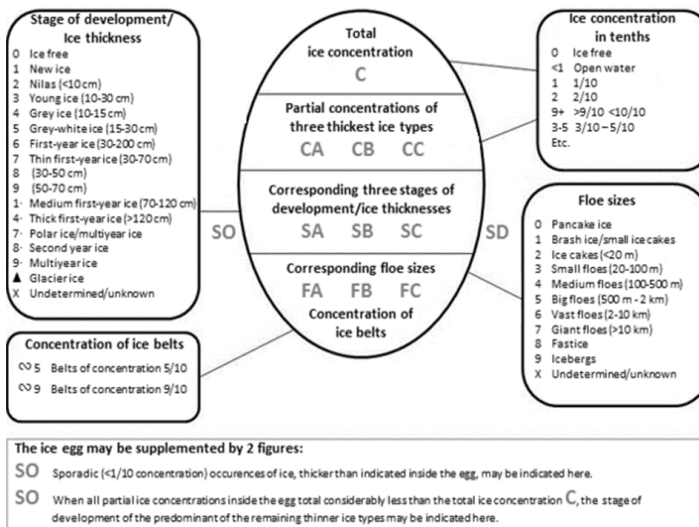 Stage of development/
Ice thickness
0 Ice free
1 New ice
2 Nilas (<10cm)
3 Young ice (10-30 cm)
4 Grey ice (10-15 cm)
5 Grey-white ice (15-30 cm)
6 First-year ice (30-200 cm)
7 Thin first-year ice (30-70 cm)
8 (30-50 cm)
9 (50-70 cm)
1· Medium first-year ice (70-120 cm)
4· Thick first-year ice (>120cm)
7· Polar ice/multiyear ice
8· Second year ice
9· Multiyear ice
▲ Glacier ice
X Undetermined/unknown
Concentration of ice belts
∾5 Belts of concentration 5/10
∾9 Belts of concentration 9/10
SO
Total
ice concentration
C
Partial concentrations of
three thickest ice types
CA CB CC
Corresponding three stages of
development/ice thicknesses
SA SB SC
Corresponding floe sizes
FA FB FC
Concentration of
ice belts
SD
Ice concentration
in tenths
0 Ice free
<1 Open water
1 1/10
2 2/10
9+ >9/10 <10/10
3-5 3/10 – 5/10
Etc.
Floe sizes
0 Pancake ice
1 Brash ice/small ice cakes
2 Ice cakes (<20 m)
3 Small floes (20-100 m)
4 Medium floes (100-500 m)
5 Big floes (500 m - 2 km)
6 Vast floes (2-10 km)
7 Giant floes (>10 km)
8 Fast ice
9 Icebergs
X Undetermined/unknown
The ice egg may be supplemented by 2 figures:
SO Sporadic (<1/10 concentration) occurences of ice, thicker than indicated inside the egg, may be indicated here.
SO When all partial ice concentrations inside the egg total considerably less than the total ice concentration C, the stage of
development of the predominant of the remaining thinner ice types may be indicated here.